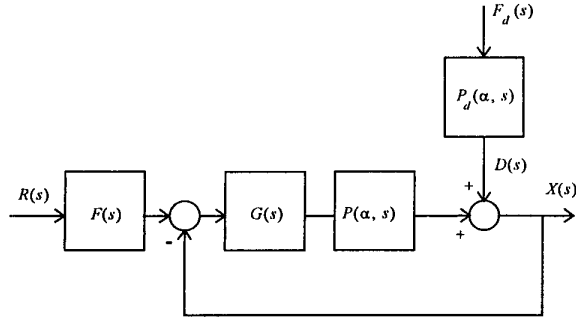 F_d(s)
P_d(α, s)
D(s)
+
R(s)
F(s)
-
G(s)
P(α, s)
+
X(s)